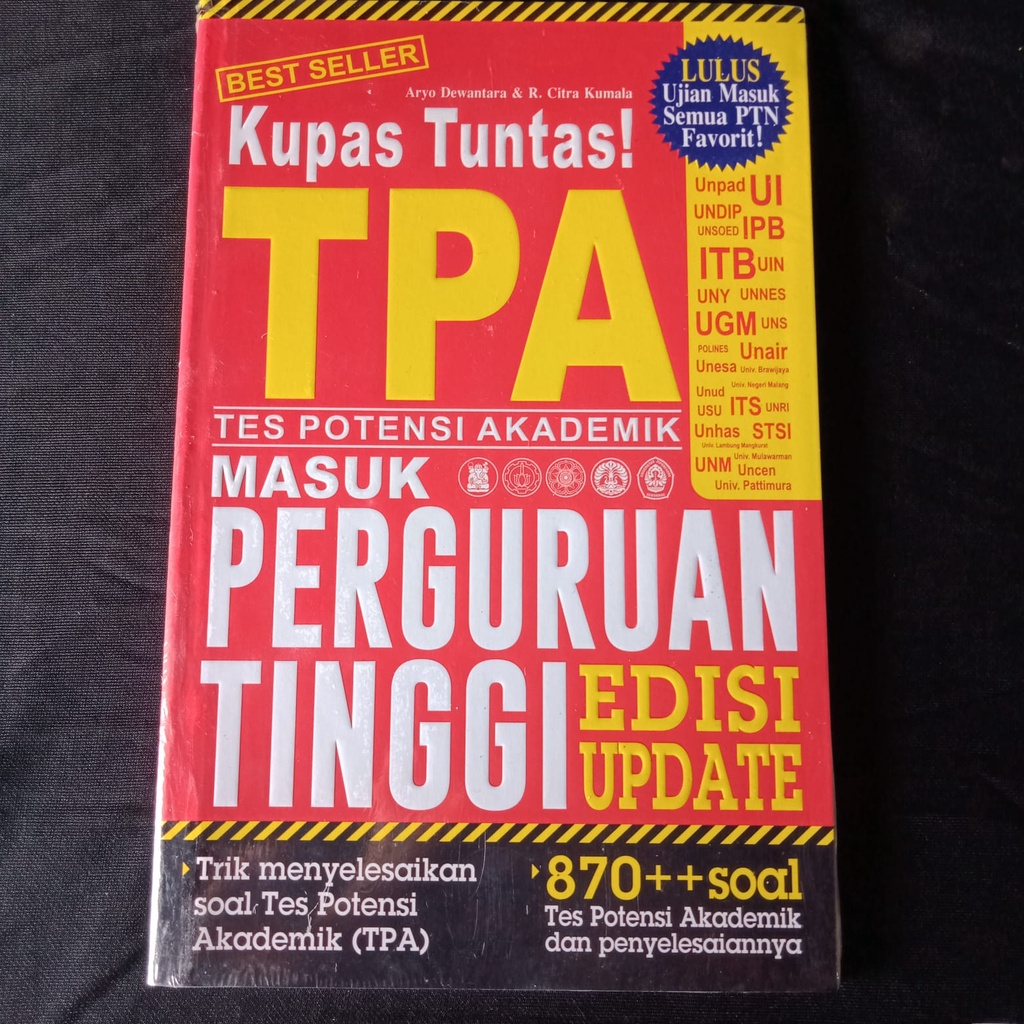 BEST SELLER
Aryo Dewantara & R. Citra Kumala
Kupas Tuntas!
TPA
TES POTENSI AKADEMIK
MASUK
PERGURUAN
TINGGI
EDISI
UPDATE
LULUS
Ujian Masuk
Semua PTN
Favorit!
Unpad UI
UNDIP
UNSOED IPB
ITB UIN
UNY UNNES
UGM UNS
POLINES Unair
Unesa Univ. Brawijaya
Univ. Negeri Malang
Unud
USU ITS UNRI
Unhas STSI
Univ. Lambung Mangkurat
UNM Univ. Mulawarman
Uncen
Univ. Pattimura
Trik menyelesaikan
soal Tes Potensi
Akademik (TPA)
870++ soal
Tes Potensi Akademik
dan penyelesaiannya